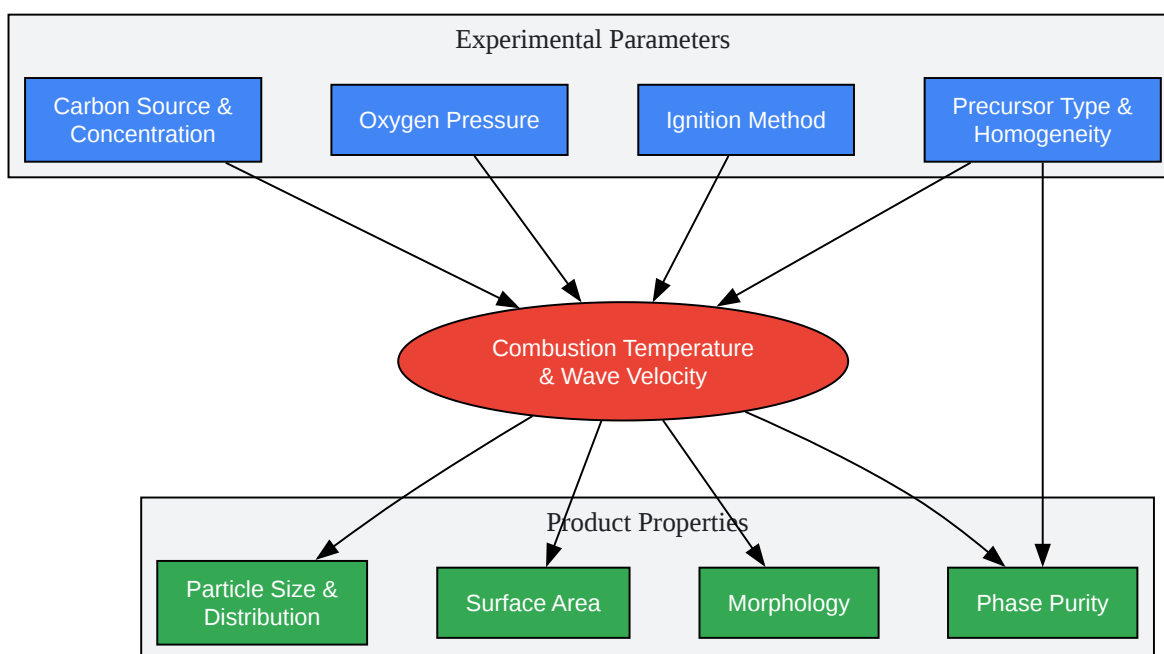 Experimental Parameters
Carbon Source &
Concentration
Oxygen Pressure
Ignition Method
Precursor Type &
Homogeneity
Combustion Temperature
& Wave Velocity
Product Properties
Particle Size &
Distribution
Surface Area
Morphology
Phase Purity